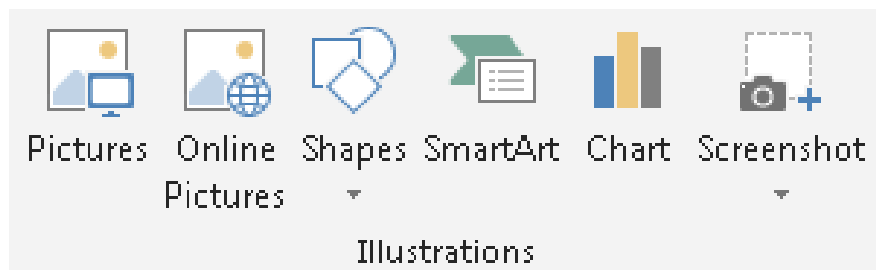 Pictures Online Shapes SmartArt Chart Screenshot
Pictures
Illustrations